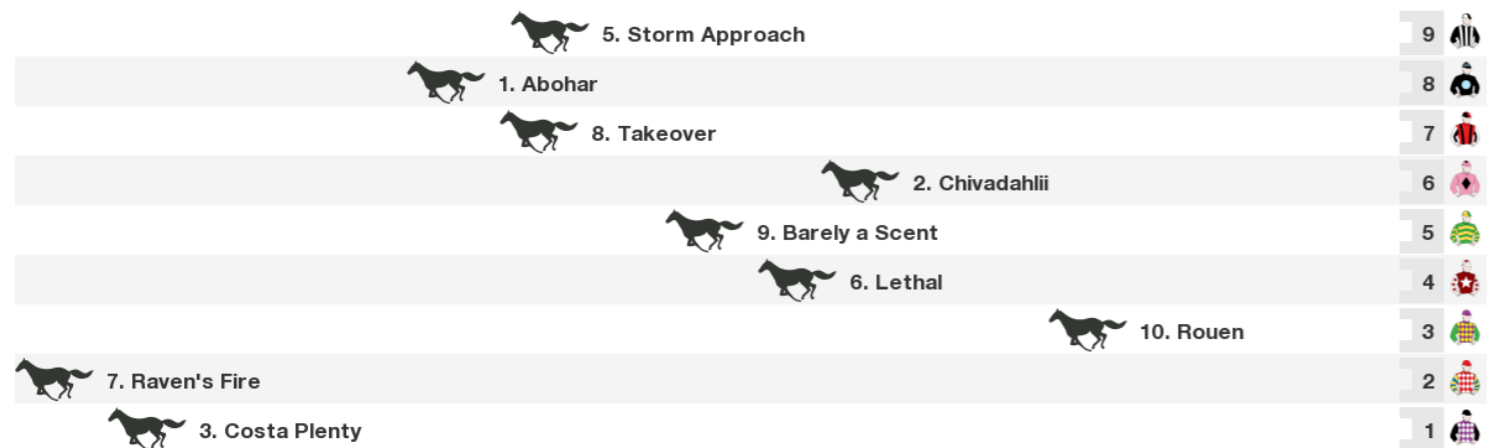 5. Storm Approach 9
1. Abohar 8
8. Takeover 7
2. Chivadahlii 6
9. Barely a Scent 5
6. Lethal 4
10. Rouen 3
7. Raven's Fire 2
3. Costa Plenty 1